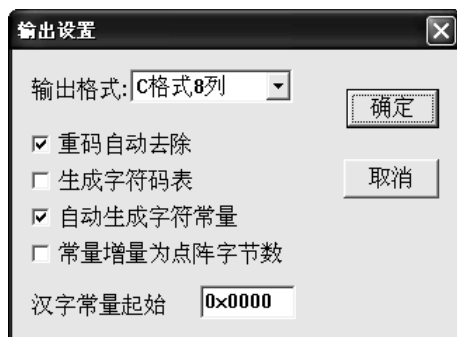 输出设置
输出格式: C格式8列
确定
重码自动去除
生成字符码表
取消
自动生成字符常量
常量增量为点阵字节数
汉字常量起始 0x0000